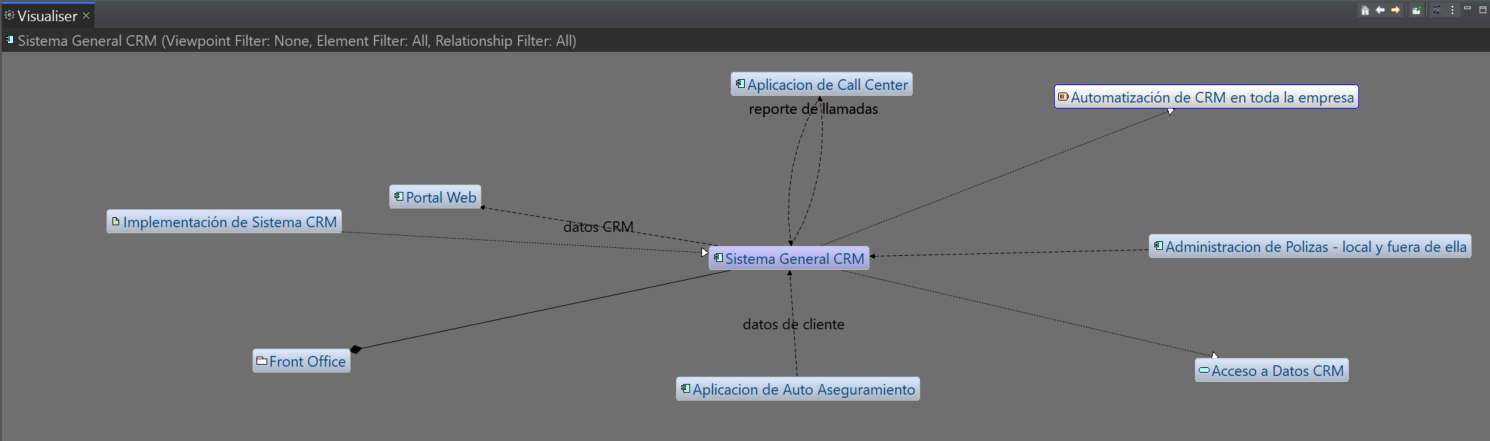 Visualiser
Sistema General CRM (Viewpoint Filter: None, Element Filter: All, Relationship Filter: All)
Aplicacion de Call Center
Automatización de CRM en toda la empresa
reporte de llamadas
Portal Web
Implementación de Sistema CRM
datos CRM
Administracion de Polizas - local y fuera de ella
Sistema General CRM
datos de cliente
Front Office
Acceso a Datos CRM
Aplicacion de Auto Aseguramiento